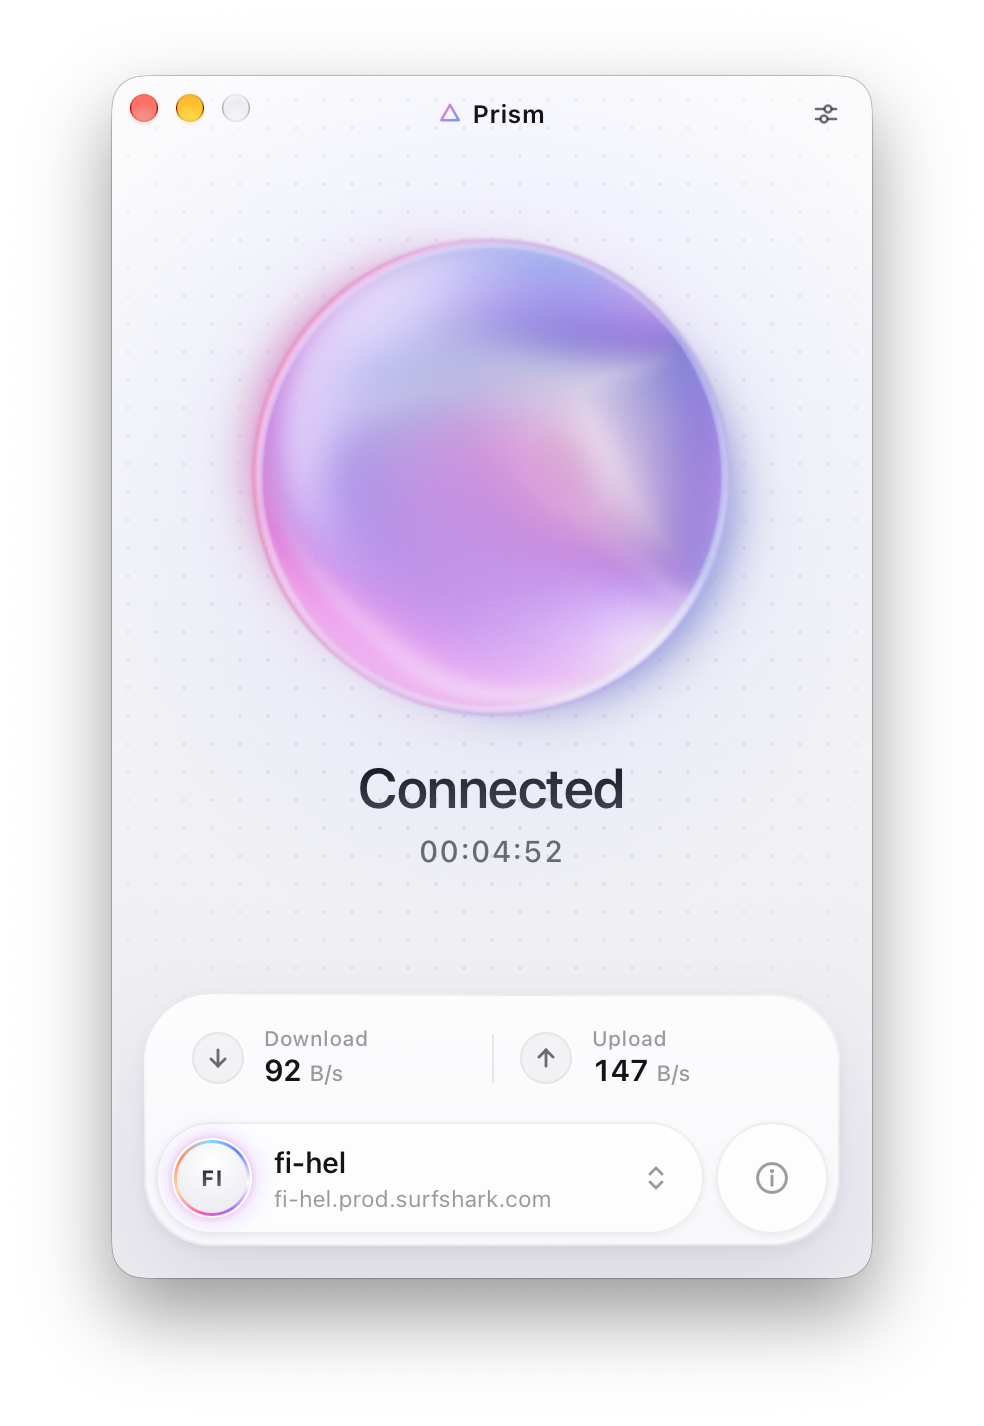 Prism
Connected
00:04:52
Download
92 B/s
Upload
147 B/s
FI
fi-hel
fi-hel.prod.surfshark.com